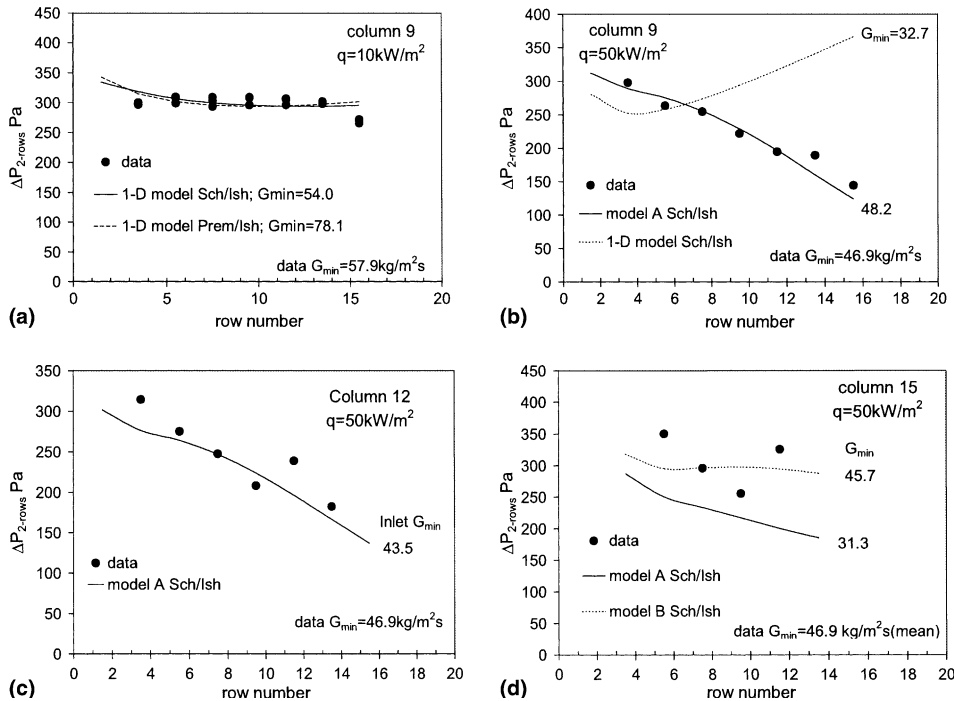 450
400
350
300
250
200
150
100
50
0
ΔP2-rows Pa
column 9
q=10kW/m²
data
1-D model Sch/Ish; Gmin=54.0
1-D model Prem/Ish; Gmin=78.1
data Gmin=57.9kg/m²s
0 5 10 15 20
row number
(a)
450
400
350
300
250
200
150
100
50
0
ΔP2-rows Pa
column 9
q=50kW/m²
Gmin=32.7
data
model A Sch/Ish
1-D model Sch/Ish
48.2
data Gmin=46.9kg/m²s
0 2 4 6 8 10 12 14 16 18 20
row number
(b)
350
300
250
200
150
100
50
0
ΔP2-rows Pa
Column 12
q=50kW/m²
Inlet Gmin
43.5
data
model A Sch/Ish
data Gmin=46.9kg/m²s
0 2 4 6 8 10 12 14 16 18 20
row number
(c)
450
400
350
300
250
200
150
100
50
0
ΔP2-rows Pa
column 15
q=50kW/m²
Gmin
45.7
31.3
data
model A Sch/Ish
model B Sch/Ish
data Gmin=46.9 kg/m²s(mean)
0 2 4 6 8 10 12 14 16 18 20
row number
(d)